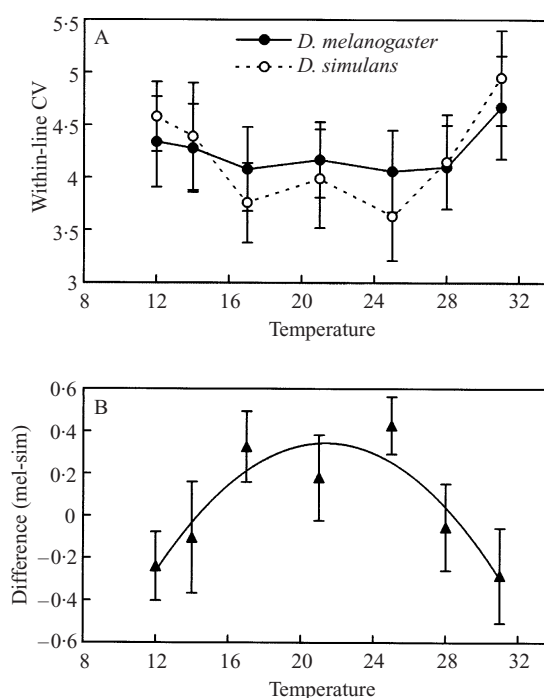 A
D. melanogaster
D. simulans
Within-line CV
5·5
5
4·5
4
3·5
3
8 12 16 20 24 28 32
Temperature
B
Difference (mel-sim)
0·6
0·4
0·2
0
−0·2
−0·4
−0·6
8 12 16 20 24 28 32
Temperature